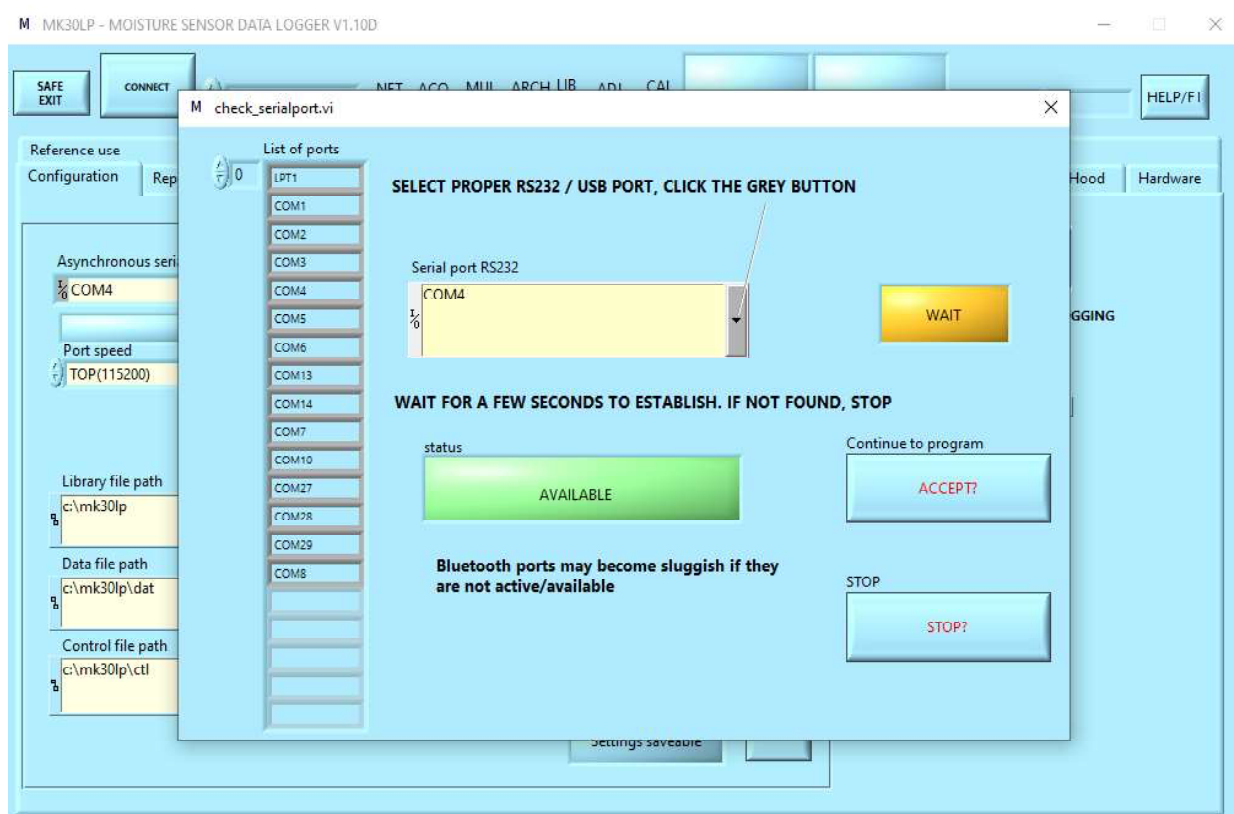 MK30LP - MOISTURE SENSOR DATA LOGGER V1.10D
SAFE
EXIT
CONNECT
NET ACQ MUL ARCH LIB ADJ CAL
HELP/FI
Reference use
Configuration
Rep
Hood
Hardware
Asynchronous seri
COM4
Port speed
TOP(115200)
Library file path
c:\mk30lp
Data file path
c:\mk30lp\dat
Control file path
c:\mk30lp\ctl
GGING
Settings saveable
check_serialport.vi
List of ports
0
LPT1
COM1
COM2
COM3
COM4
COM5
COM6
COM13
COM14
COM7
COM10
COM27
COM28
COM29
COM8
SELECT PROPER RS232 / USB PORT, CLICK THE GREY BUTTON
Serial port RS232
COM4
WAIT
WAIT FOR A FEW SECONDS TO ESTABLISH. IF NOT FOUND, STOP
status
AVAILABLE
Continue to program
ACCEPT?
Bluetooth ports may become sluggish if they
are not active/available
STOP
STOP?